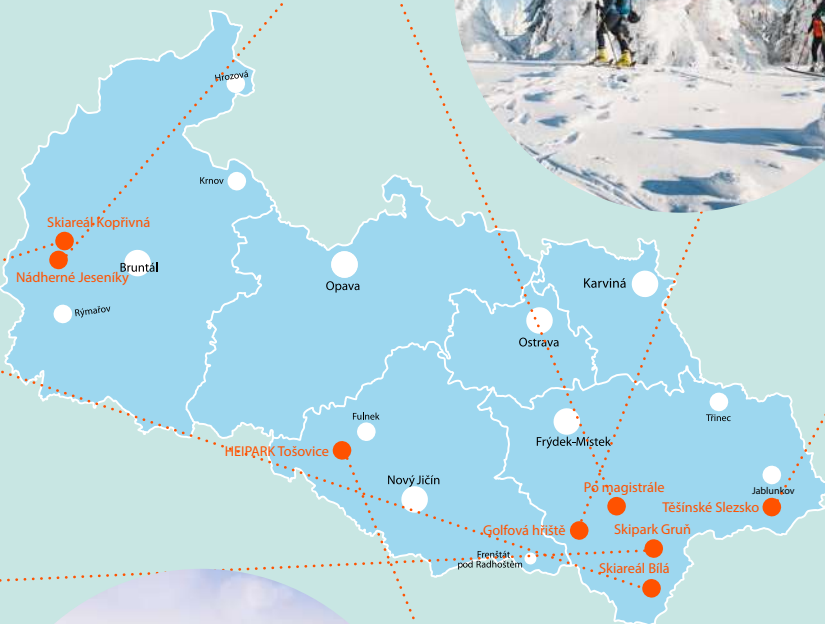 Hrozová
Krnov
Skiareál Kopřivná
Bruntál
Nádherné Jeseníky
Rýmařov
Opava
Karviná
Ostrava
Třinec
Fulnek
Frýdek-Místek
HEIPARK Tošovice
Nový Jičín
Po magistrále
Jablunkov
Těšínské Slezsko
Golfová hřiště
Skipark Gruň
Frenštát
pod Radhoštěm
Skiareál Bílá